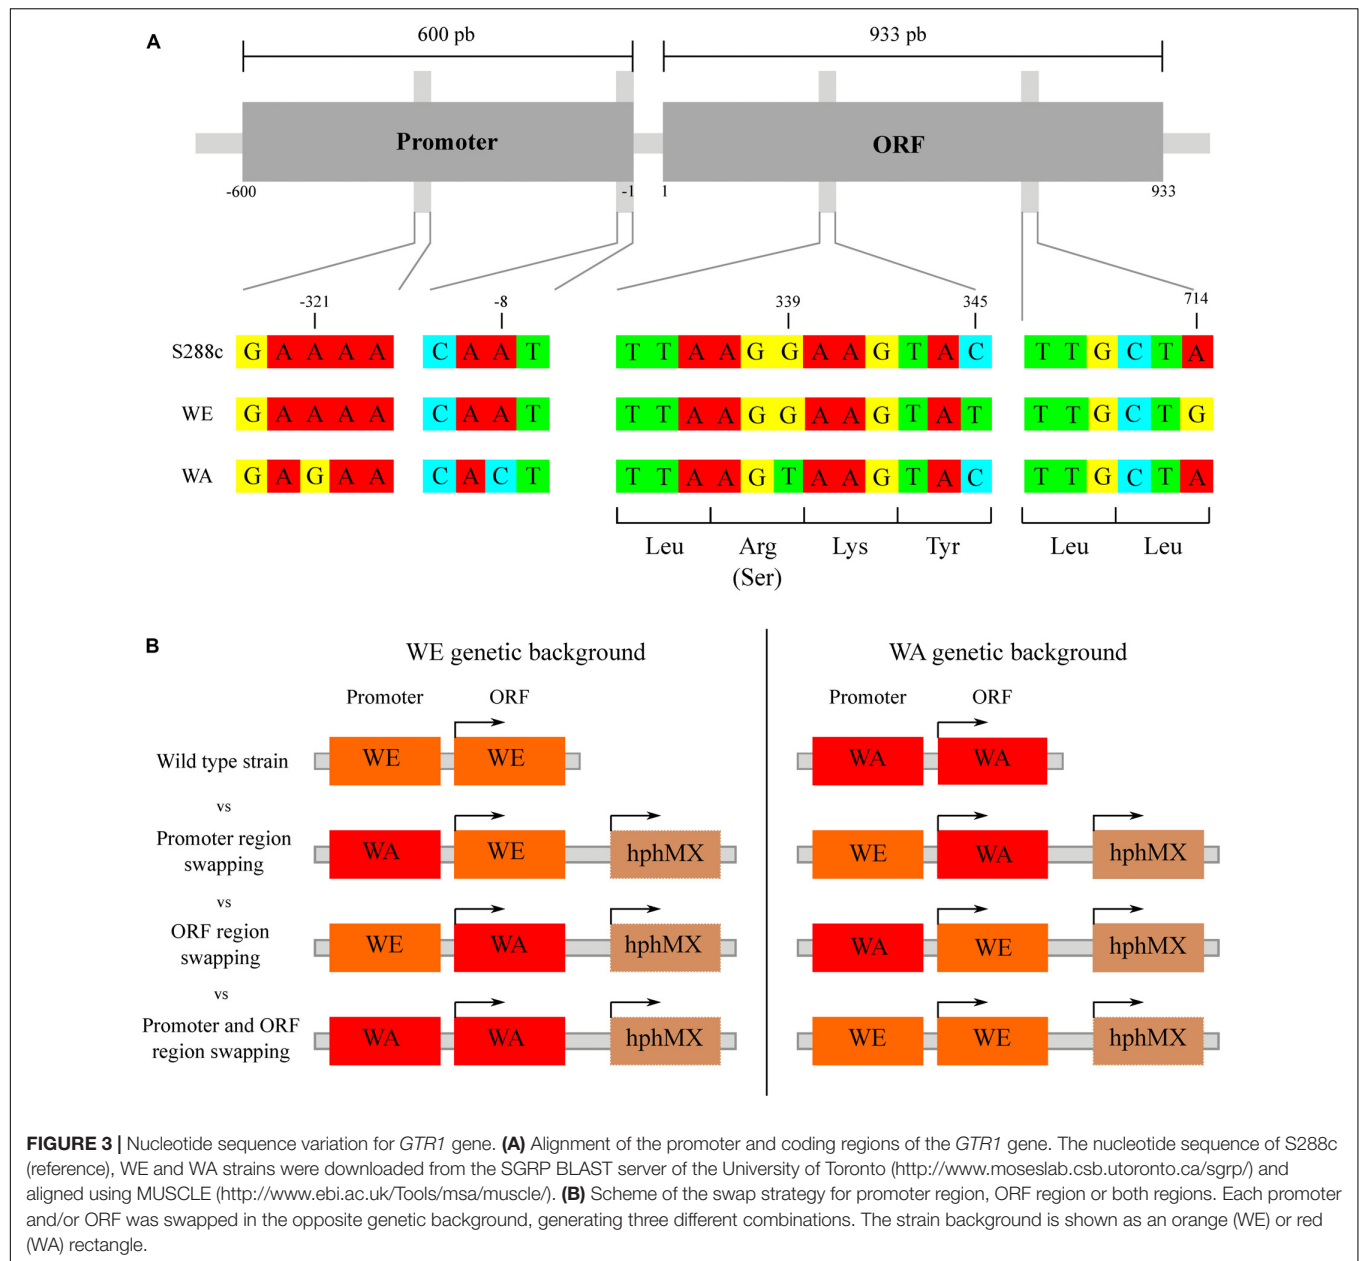 A
600 pb
933 pb
Promoter
ORF
-600
-1
1
933
-321
-8
339
345
714
S288c
G A A A A
C A A T
T T A A G G A A G T A C
T T G C T A
WE
G A A A A
C A A T
T T A A G G A A G T A T
T T G C T G
WA
G A G A A
C A C T
T T A A G T A A G T A C
T T G C T A
Leu
Arg
(Ser)
Lys
Tyr
Leu
Leu
B
WE genetic background
WA genetic background
Promoter
ORF
Promoter
ORF
Wild type strain
WE
WE
WA
WA
vs
Promoter region
swapping
WA
WE
hphMX
WE
WA
hphMX
vs
ORF region
swapping
WE
WA
hphMX
WA
WE
hphMX
vs
Promoter and ORF
region swapping
WA
WA
hphMX
WE
WE
hphMX
FIGURE 3 | Nucleotide sequence variation for GTR1 gene. (A) Alignment of the promoter and coding regions of the GTR1 gene. The nucleotide sequence of S288c
(reference), WE and WA strains were downloaded from the SGRP BLAST server of the University of Toronto (http://www.moseslab.csb.utoronto.ca/sgrp/) and
aligned using MUSCLE (http://www.ebi.ac.uk/Tools/msa/muscle/). (B) Scheme of the swap strategy for promoter region, ORF region or both regions. Each promoter
and/or ORF was swapped in the opposite genetic background, generating three different combinations. The strain background is shown as an orange (WE) or red
(WA) rectangle.